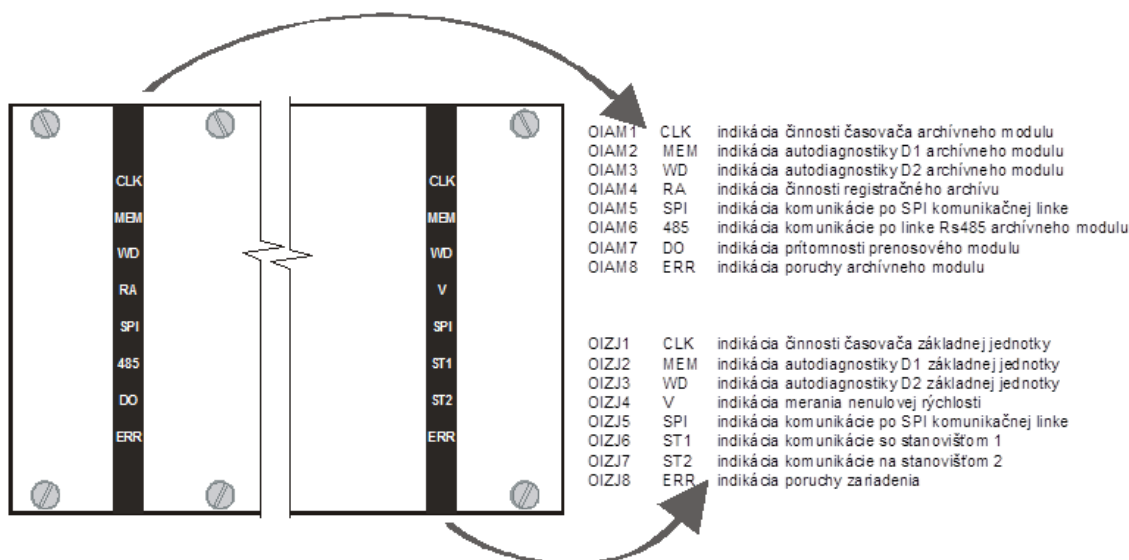 CLK
MEM
WD
RA
SPI
485
DO
ERR
CLK
MEM
WD
V
SPI
ST1
ST2
ERR
OIAM1 CLK indikácia činnosti časovača archívneho modulu
OIAM2 MEM indikácia autodiagnostiky D1 archívneho modulu
OIAM3 WD indikácia autodiagnostiky D2 archívneho modulu
OIAM4 RA indikácia činnosti registračného archívu
OIAM5 SPI indikácia komunikácie po SPI komunikačnej linke
OIAM6 485 indikácia komunikácie po linke Rs485 archívneho modulu
OIAM7 DO indikácia prítomnosti prenosového modulu
OIAM8 ERR indikácia poruchy archívneho modulu
OIZJ1 CLK indikácia činnosti časovača základnej jednotky
OIZJ2 MEM indikácia autodiagnostiky D1 základnej jednotky
OIZJ3 WD indikácia autodiagnostiky D2 základnej jednotky
OIZJ4 V indikácia merania nenulovej rýchlosti
OIZJ5 SPI indikácia komunikácie po SPI komunikačnej linke
OIZJ6 ST1 indikácia komunikácie so stanovišťom 1
OIZJ7 ST2 indikácia komunikácie na stanovišťom 2
OIZJ8 ERR indikácia poruchy zariadenia